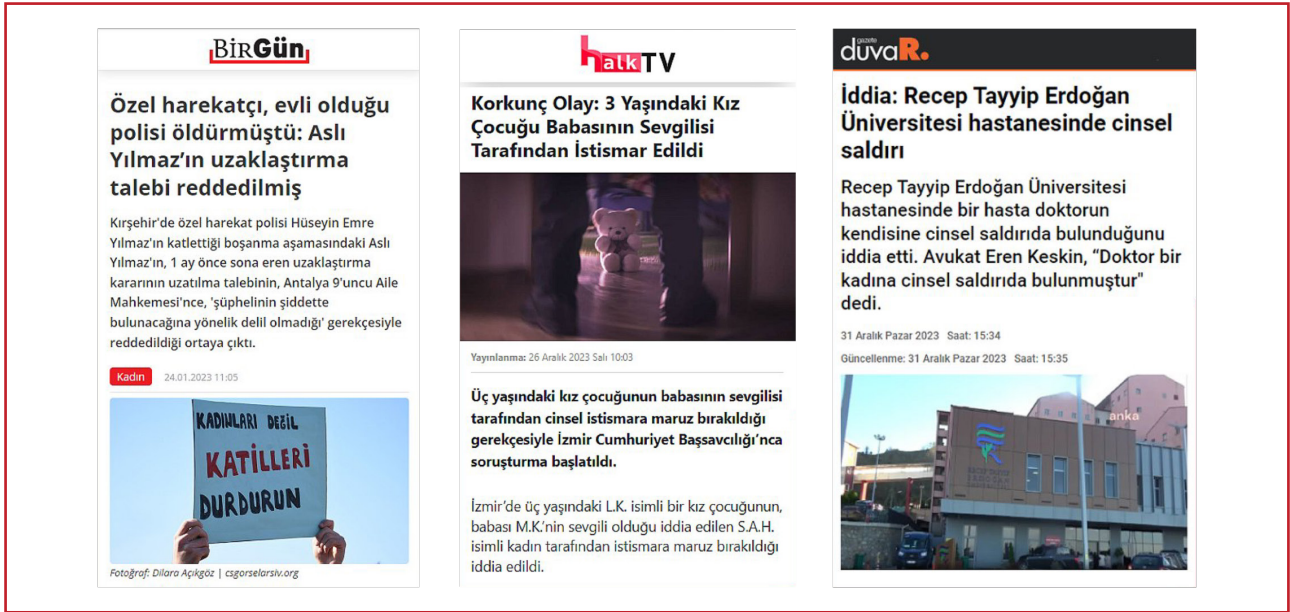 BİRGün
Özel harekatçı, evli olduğu
polisi öldürmüştü: Aslı
Yılmaz’ın uzaklaştırma
talebi reddedilmiş
Kırşehir'de özel harekat polisi Hüseyin Emre
Yılmaz'ın katlettiği boşanma aşamasındaki Aslı
Yılmaz'ın, 1 ay önce sona eren uzaklaştırma
kararının uzatılma talebinin, Antalya 9'uncu Aile
Mahkemesi'nce, 'şüphelinin şiddette
bulunacağına yönelik delil olmadığı' gerekçesiyle
reddedildiği ortaya çıktı.
Kadın 24.01.2023 11:05
KADINLARI DEĞİL
KATİLLERİ
DURDURUN
Fotoğraf: Dilara Açıkgöz | csgorselarsiv.org
halk TV
Korkunç Olay: 3 Yaşındaki Kız
Çocuğu Babasının Sevgilisi
Tarafından İstismar Edildi
Yayınlanma: 26 Aralık 2023 Salı 10:03
Üç yaşındaki kız çocuğunun babasının sevgilisi
tarafından cinsel istismara maruz bırakıldığı
gerekçesiyle İzmir Cumhuriyet Başsavcılığı’nca
soruşturma başlatıldı.
İzmir’de üç yaşındaki L.K. isimli bir kız çocuğunun,
babası M.K.’nin sevgili olduğu iddia edilen S.A.H.
isimli kadın tarafından istismara maruz bırakıldığı
iddia edildi.
gazete
duvaR.
İddia: Recep Tayyip Erdoğan
Üniversitesi hastanesinde cinsel
saldırı
Recep Tayyip Erdoğan Üniversitesi
hastanesinde bir hasta doktorun
kendisine cinsel saldırıda bulunduğunu
iddia etti. Avukat Eren Keskin, “Doktor bir
kadına cinsel saldırıda bulunmuştur"
dedi.
31 Aralık Pazar 2023 Saat: 15:34
Güncellenme: 31 Aralık Pazar 2023 Saat: 15:35
anka
RECEP TAYYİP
ERDOĞAN